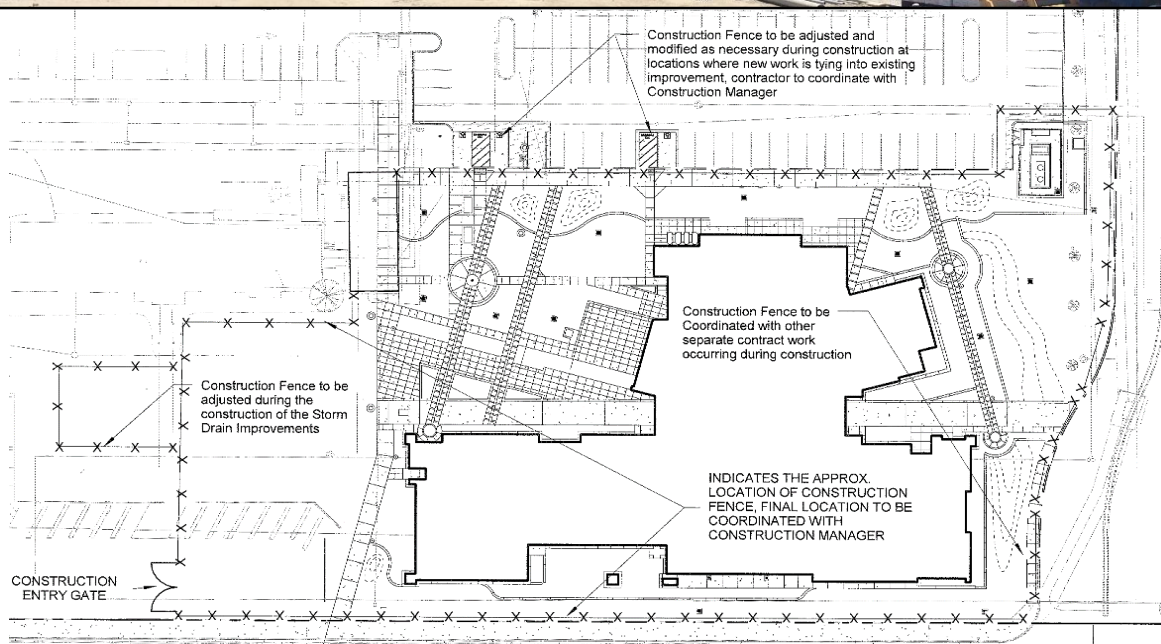 Construction Fence to be adjusted and
modified as necessary during construction at
locations where new work is tying into existing
improvement, contractor to coordinate with
Construction Manager
Construction Fence to be
Coordinated with other
separate contract work
occurring during construction
Construction Fence to be
adjusted during the
construction of the Storm
Drain Improvements
INDICATES THE APPROX.
LOCATION OF CONSTRUCTION
FENCE, FINAL LOCATION TO BE
COORDINATED WITH
CONSTRUCTION MANAGER
CONSTRUCTION
ENTRY GATE